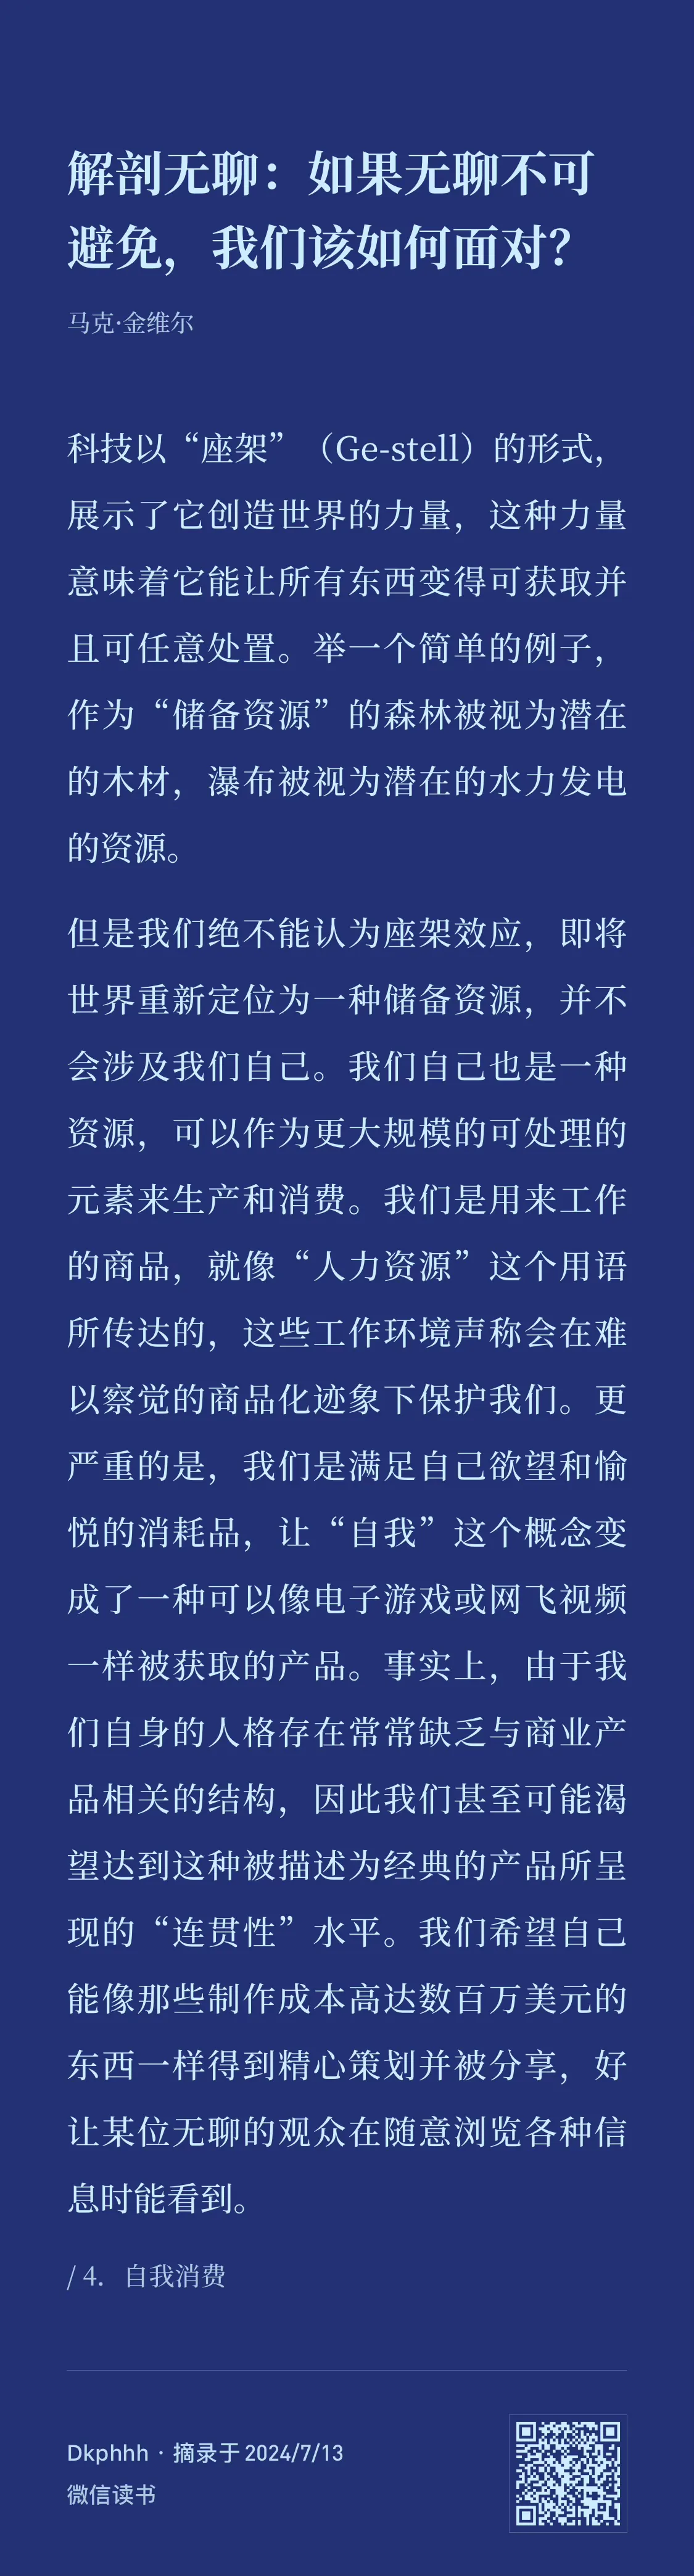 解剖无聊：如果无聊不可
避免，我们该如何面对？
马克·金维尔
科技以“座架”（Ge-stell）的形式，
展示了它创造世界的力量，这种力量
意味着它能让所有东西变得可获取并
且可任意处置。举一个简单的例子，
作为“储备资源”的森林被视为潜在
的木材，瀑布被视为潜在的水力发电
的资源。
但是我们绝不能认为座架效应，即将
世界重新定位为一种储备资源，并不
会涉及我们自己。我们自己也是一种
资源，可以作为更大规模的可处理的
元素来生产和消费。我们是用来工作
的商品，就像“人力资源”这个用语
所传达的，这些工作环境声称会在难
以察觉的商品化迹象下保护我们。更
严重的是，我们是满足自己欲望和愉
悦的消耗品，让“自我”这个概念变
成了一种可以像电子游戏或网飞视频
一样被获取的产品。事实上，由于我
们自身的人格存在常常缺乏与商业产
品相关的结构，因此我们甚至可能渴
望达到这种被描述为经典的产品所呈
现的“连贯性”水平。我们希望自己
能像那些制作成本高达数百万美元的
东西一样得到精心策划并被分享，好
让某位无聊的观众在随意浏览各种信
息时能看到。
/ 4. 自我消费
Dkphhh · 摘录于 2024/7/13
微信读书